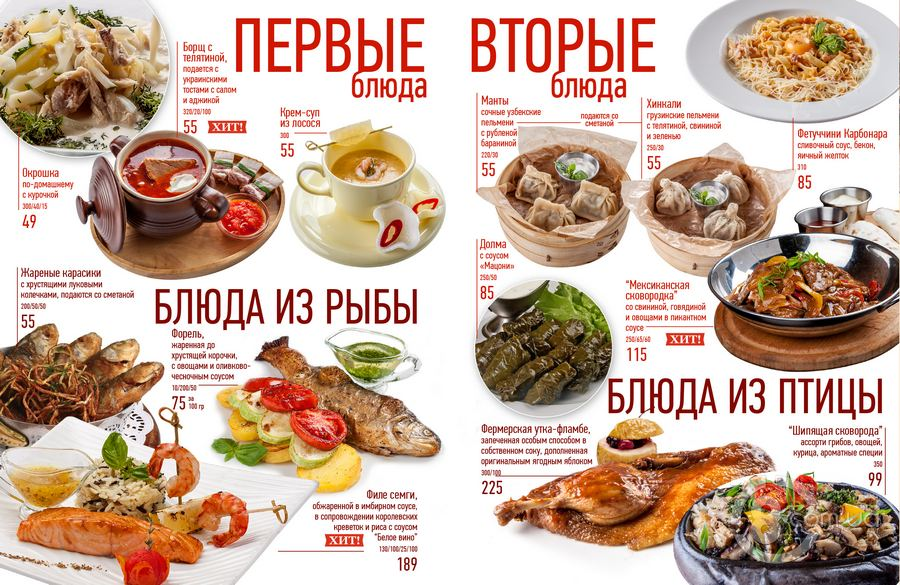 ПЕРВЫЕ
блюда
Борщ с
телятиной,
подается с
украинскими
тостами с салом
и аджикой
320/20/100
55 ХИТ!
Крем-суп
из лосося
300
55
Окрошка
по-домашнему
с курочкой
300/40/15
49
Жареные карасики
с хрустящими луковыми
колечками, подаются со сметаной
200/50/50
55
БЛЮДА ИЗ РЫБЫ
Форель,
жаренная до
хрустящей корочки,
с овощами и оливково-
чесночным соусом
10/200/50
75 за
100 гр
Филе семги,
обжаренной в имбирном соусе,
в сопровождении королевских
креветок и риса с соусом
"Белое вино"
ХИТ! 130/100/25/100
189
ВТОРЫЕ
блюда
Манты
сочные узбекские
пельмени
с рубленой
бараниной
220/30
55
подаются со
сметаной
Хинкали
грузинские пельмени
с телятиной, свининой
и зеленью
250/30
55
Фетуччини Карбонара
сливочный соус, бекон,
яичный желток
310
85
Долма
с соусом
«Мацони»
250/50
85
"Мексиканская
сковородка"
со свининой, говядиной
и овощами в пикантном
соусе
250/65/60
115 ХИТ!
БЛЮДА ИЗ ПТИЦЫ
Фермерская утка-фламбе,
запеченная особым способом в
собственном соку, дополненная
оригинальным ягодным яблоком
300/100
225
"Шипящая сковорода"
ассорти грибов, овощей,
курица, ароматные специи
350
99